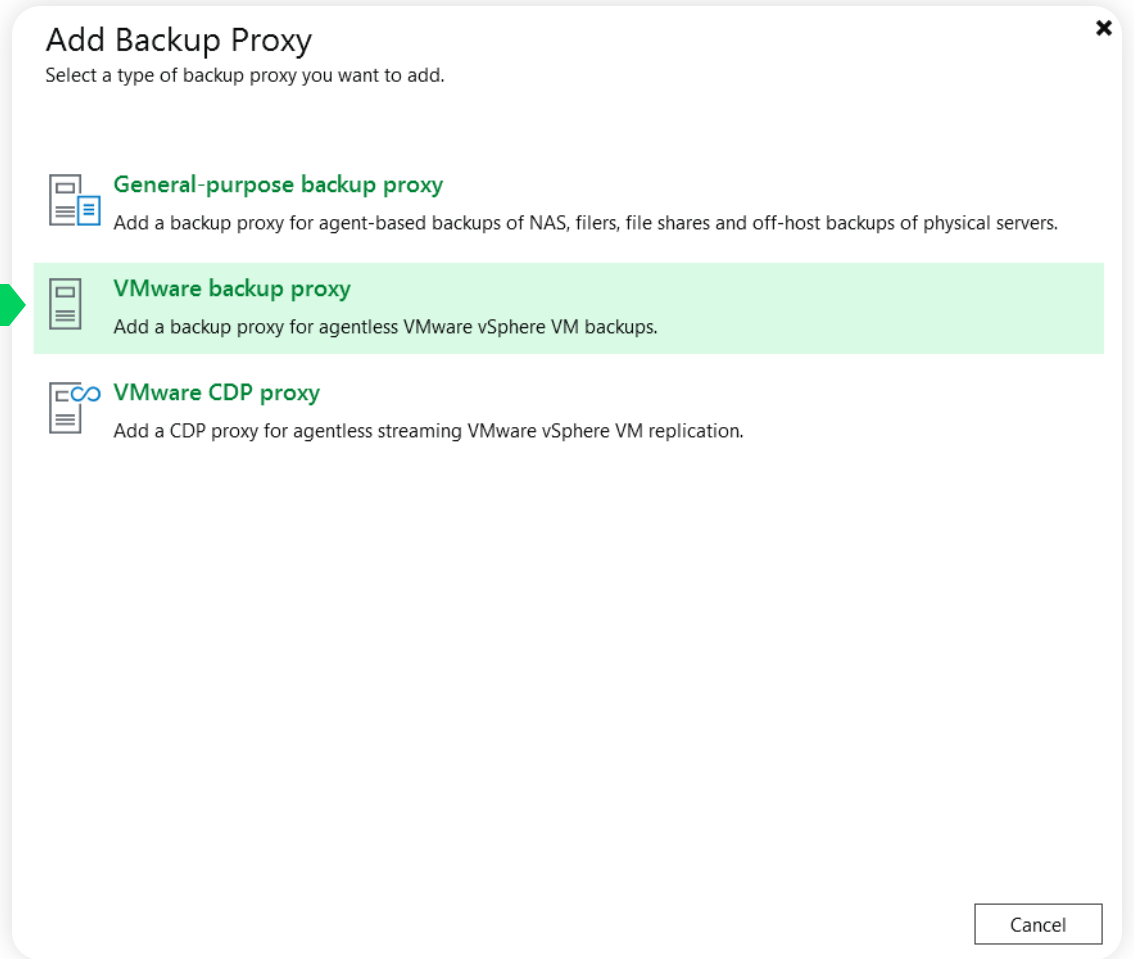 Add Backup Proxy
Select a type of backup proxy you want to add.
General-purpose backup proxy
Add a backup proxy for agent-based backups of NAS, filers, file shares and off-host backups of physical servers.
VMware backup proxy
Add a backup proxy for agentless VMware vSphere VM backups.
VMware CDP proxy
Add a CDP proxy for agentless streaming VMware vSphere VM replication.
Cancel